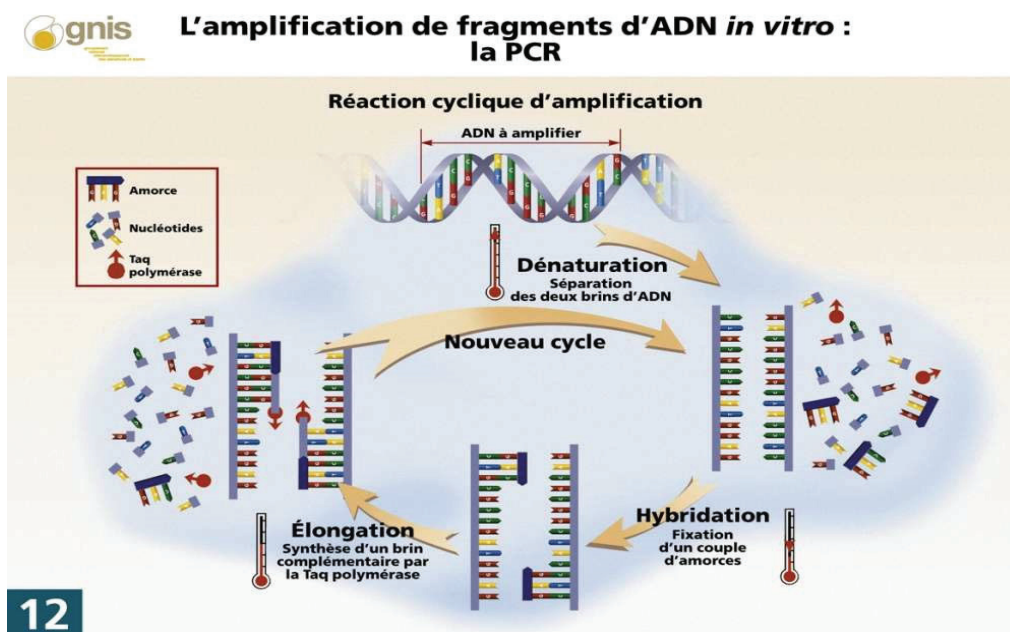 gnis
L'amplification de fragments d'ADN in vitro :
la PCR
Réaction cyclique d'amplification
ADN à amplifier
Amorce
Nucléotides
Taq
polymérase
Dénaturation
Séparation
des deux brins d'ADN
Nouveau cycle
Hybridation
Fixation
d'un couple
d'amorces
Élongation
Synthèse d'un brin
complémentaire par
la Taq polymérase
12